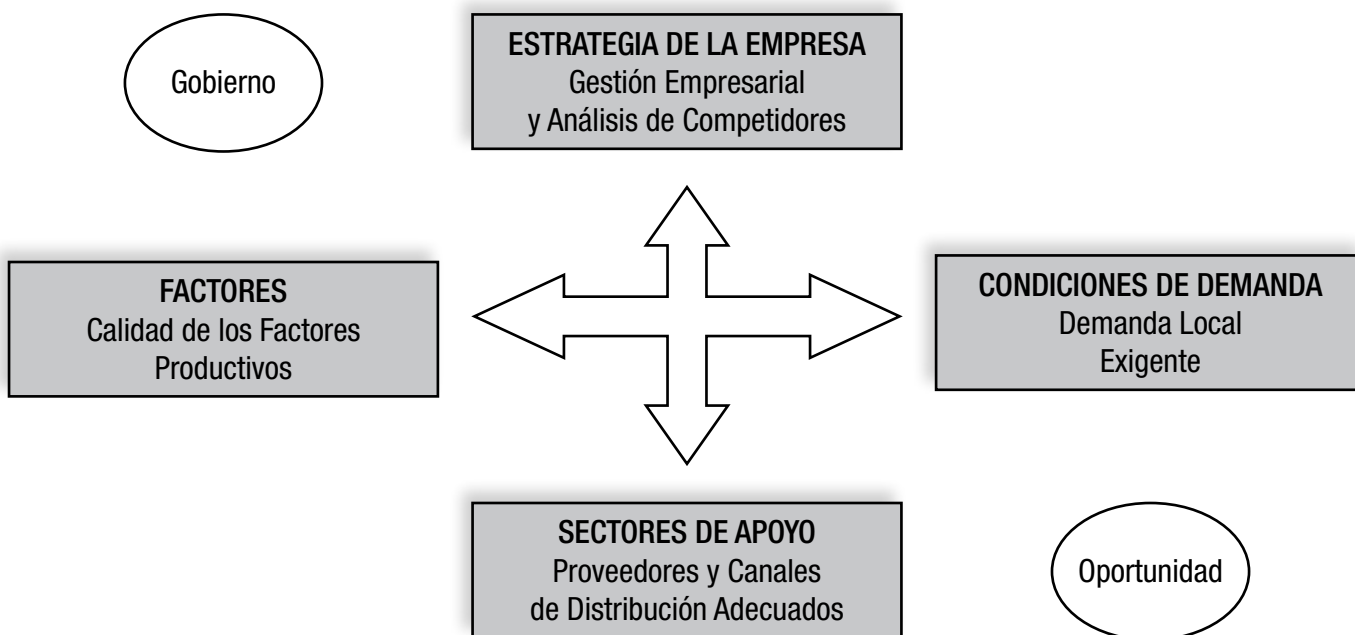 Gobierno
ESTRATEGIA DE LA EMPRESA
Gestión Empresarial
y Análisis de Competidores
FACTORES
Calidad de los Factores
Productivos
CONDICIONES DE DEMANDA
Demanda Local
Exigente
SECTORES DE APOYO
Proveedores y Canales
de Distribución Adecuados
Oportunidad